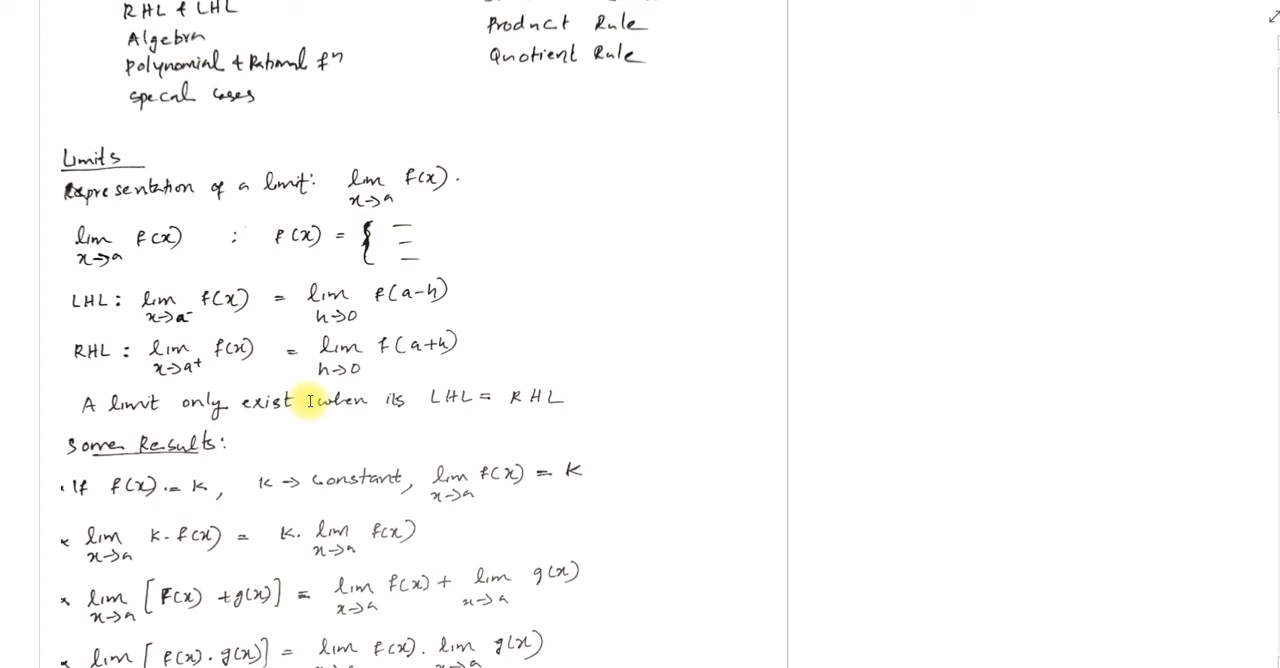 RHL & LHL
Algebra
Polynomial & Rational fn
specal cases
Product Rule
Quotient Rule
Limits
Representation of a limit: lim x→a f(x).
lim x→a f(x) : f(x) = {
LHL: lim x→a⁻ f(x) = lim h→0 f(a-h)
RHL: lim x→a⁺ f(x) = lim h→0 f(a+h)
A limit only exist when its LHL = RHL
Some Results:
· If f(x) = K, K → constant, lim x→a f(x) = K
× lim x→a K·f(x) = K· lim x→a f(x)
× lim x→a [F(x) + g(x)] = lim x→a f(x) + lim x→a g(x)
× lim [f(x) · g(x)] = lim f(x) · lim x→a g(x)